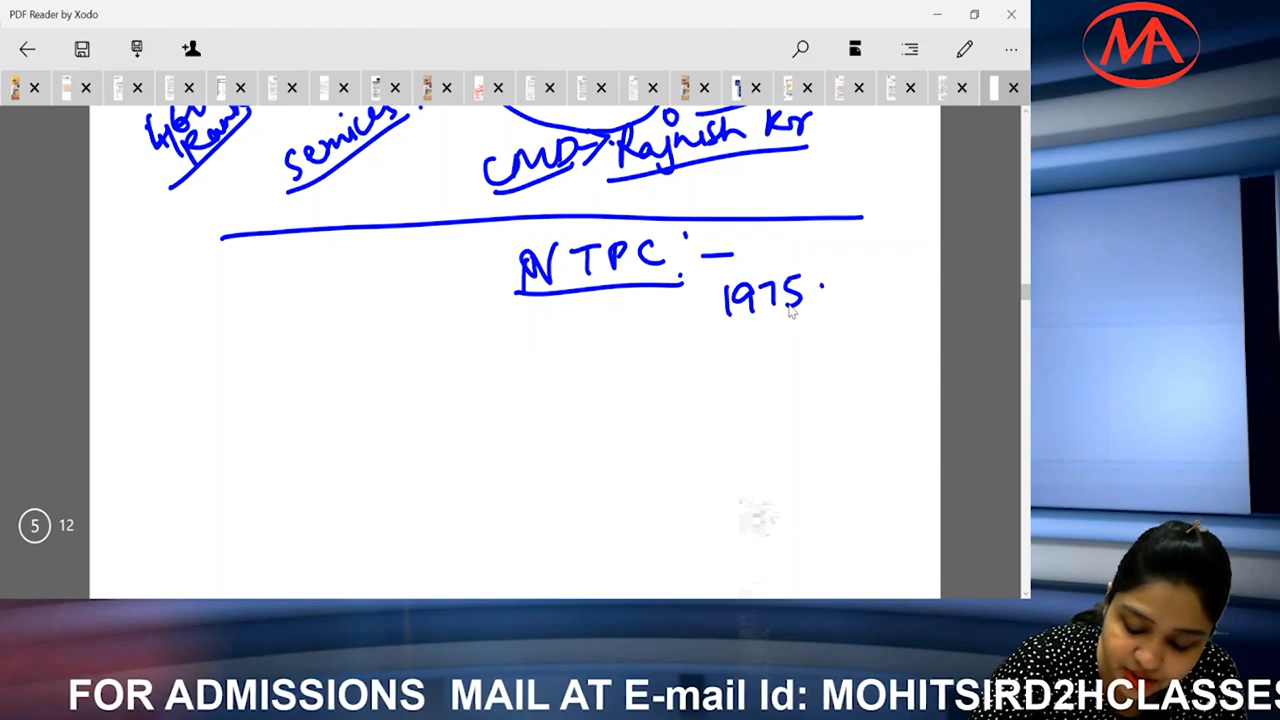 PDF Reader by Xodo
MA
services
CMD → Rajnish Kr
NTPC :-
1975.
5 12
FOR ADMISSIONS MAIL AT E-mail Id: MOHITSIRD2HCLASSES